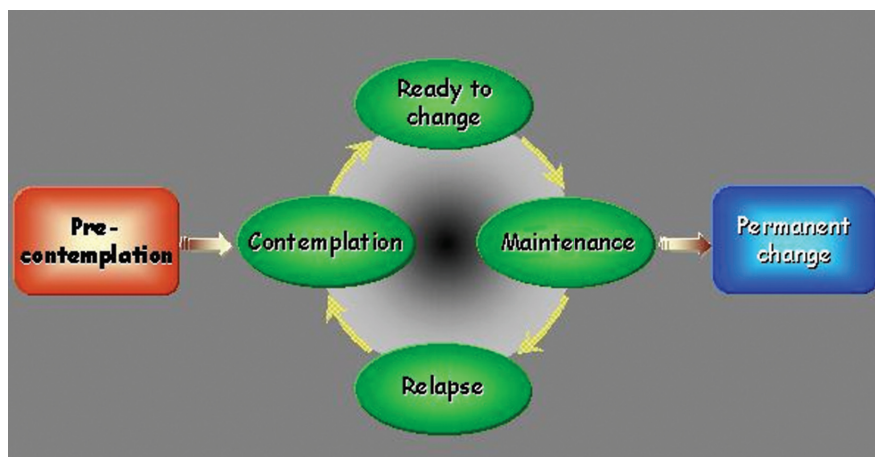 Ready to
change
Pre-
contemplation
Contemplation
Maintenance
Permanent
change
Relapse